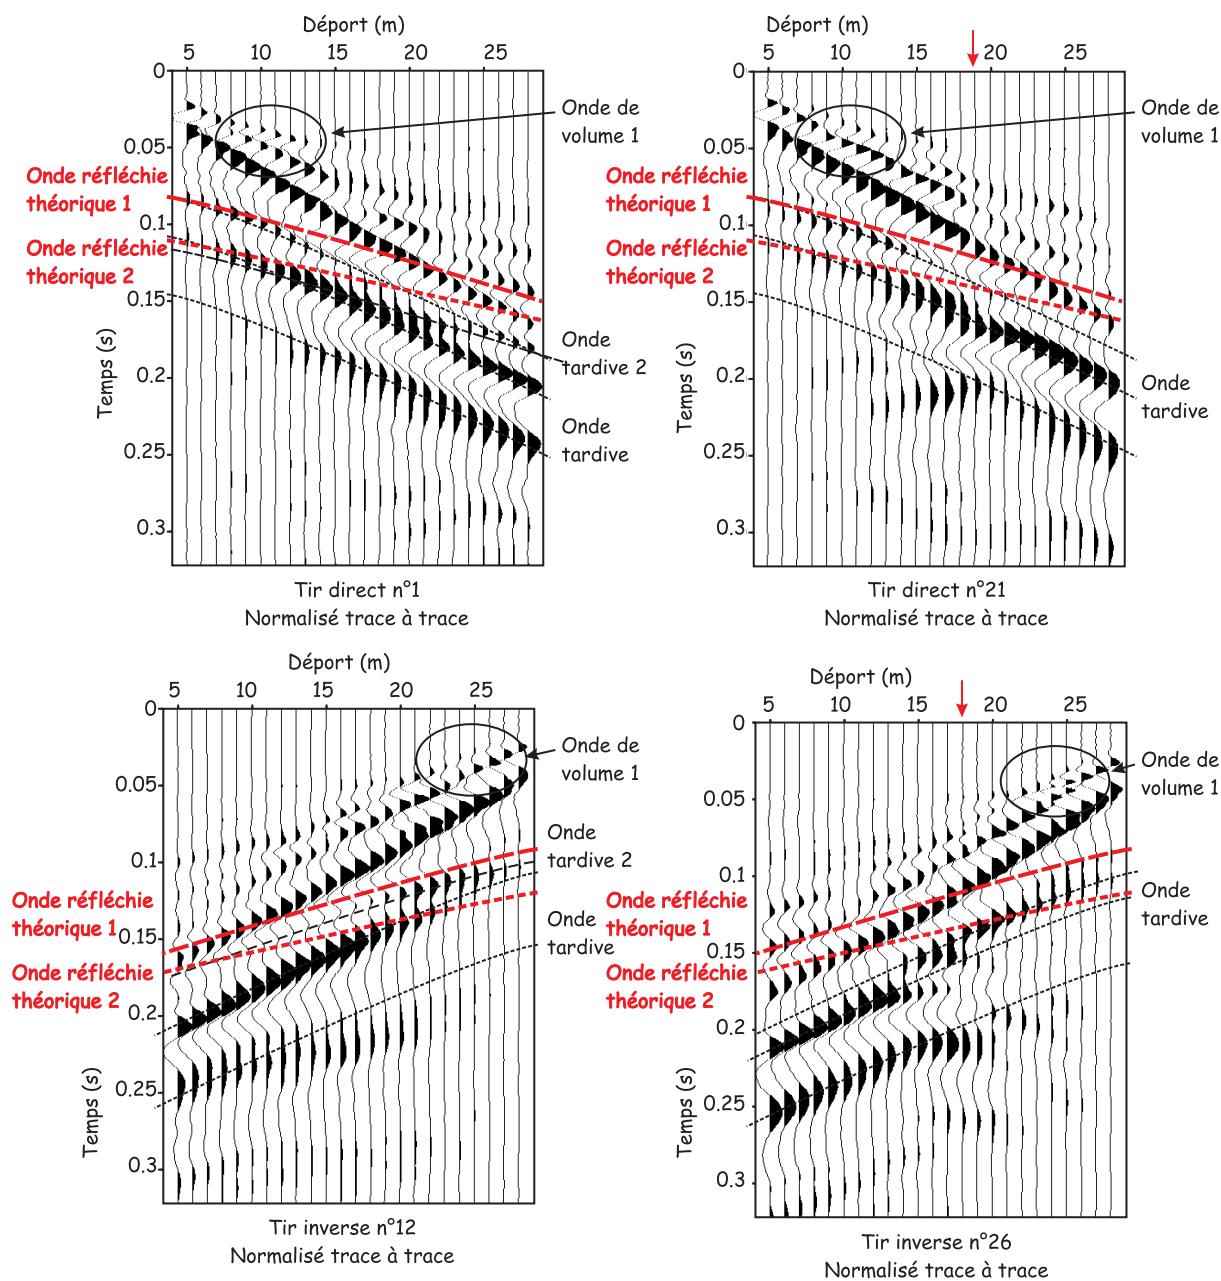 Déport (m)
5 10 15 20 25
0
0.05
0.1
0.15
0.2
0.25
0.3
Temps (s)
Onde de
volume 1
Onde réfléchie
théorique 1
Onde réfléchie
théorique 2
Onde
tardive 2
Onde
tardive
Tir direct n°1
Normalisé trace à trace
Déport (m)
5 10 15 20 25
0
0.05
0.1
0.15
0.2
0.25
0.3
Temps (s)
Onde de
volume 1
Onde réfléchie
théorique 1
Onde réfléchie
théorique 2
Onde
tardive
Tir direct n°21
Normalisé trace à trace
Déport (m)
5 10 15 20 25
0
0.05
0.1
0.15
0.2
0.25
0.3
Temps (s)
Onde de
volume 1
Onde
tardive 2
Onde réfléchie
théorique 1
Onde
tardive
Onde réfléchie
théorique 2
Tir inverse n°12
Normalisé trace à trace
Déport (m)
5 10 15 20 25
0
0.05
0.1
0.15
0.2
0.25
0.3
Temps (s)
Onde de
volume 1
Onde réfléchie
théorique 1
Onde
tardive
Onde réfléchie
théorique 2
Tir inverse n°26
Normalisé trace à trace